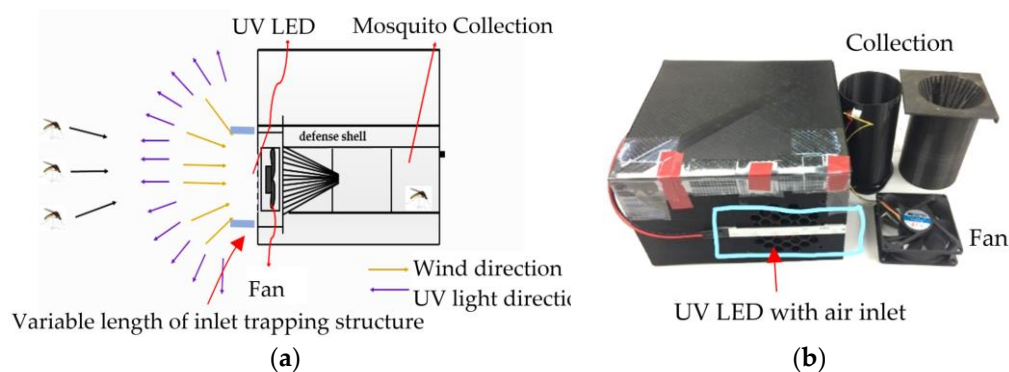 UV LED
Mosquito Collection
defense shell
Fan
Wind direction
UV light directi
Variable length of inlet trapping structure
(a)
Collection
Fan
UV LED with air inlet
(b)